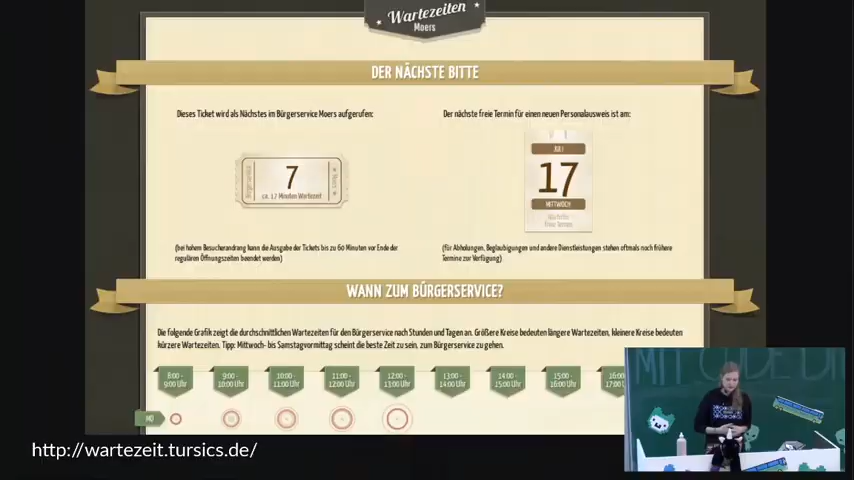 Wartezeiten
Moers
DER NÄCHSTE BITTE
Dieses Ticket wird als Nächstes im Bürgerservice Moers aufgerufen:
Der nächste freie Termin für einen neuen Personalausweis ist am:
7
ca. 17 Minuten Wartezeit
JULI
17
MITTWOCH
(bei hohem Besucherandrang kann die Ausgabe der Tickets bis zu 60 Minuten vor Ende der
regulären Öffnungszeiten beendet werden)
(für Abholungen, Beglaubigungen und andere Dienstleistungen stehen oftmals noch frühere
Termine zur Verfügung)
WANN ZUM BÜRGERSERVICE?
Die folgende Grafik zeigt die durchschnittlichen Wartezeiten für den Bürgerservice nach Stunden und Tagen an. Größere Kreise bedeuten längere Wartezeiten, kleinere Kreise bedeuten
kürzere Wartezeiten. Tipp: Mittwoch- bis Samstagvormittag scheint die beste Zeit zu sein, zum Bürgerservice zu gehen.
8:00 - 9:00 Uhr
9:00 - 10:00 Uhr
10:00 - 11:00 Uhr
11:00 - 12:00 Uhr
12:00 - 13:00 Uhr
13:00 - 14:00 Uhr
14:00 - 15:00 Uhr
15:00 - 16:00 Uhr
16:00
17:00
MO
MIT CODE DI
http://wartezeit.tursics.de/